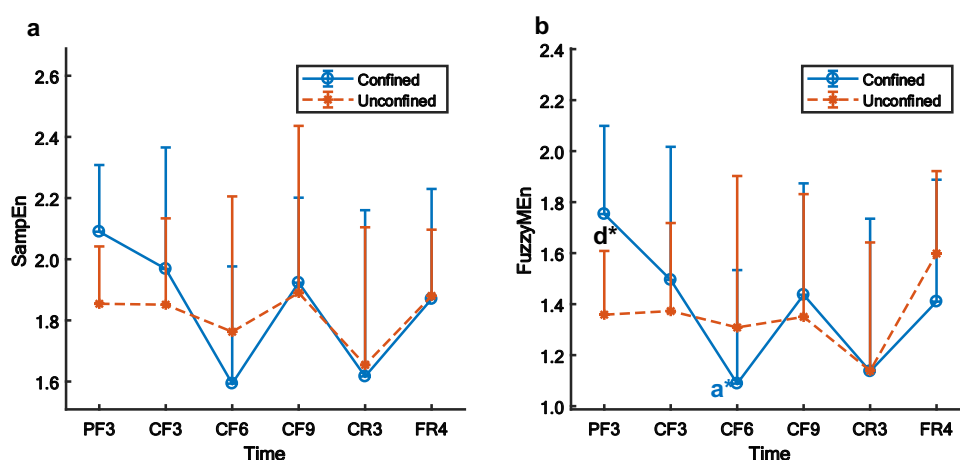 a
SampEn
2.6
2.4
2.2
2.0
1.8
1.6
Confined
Unconfined
PF3 CF3 CF6 CF9 CR3 FR4
Time
b
FuzzyMEn
2.4
2.2
2.0
1.8
1.6
1.4
1.2
1.0
Confined
Unconfined
d*
a*
PF3 CF3 CF6 CF9 CR3 FR4
Time